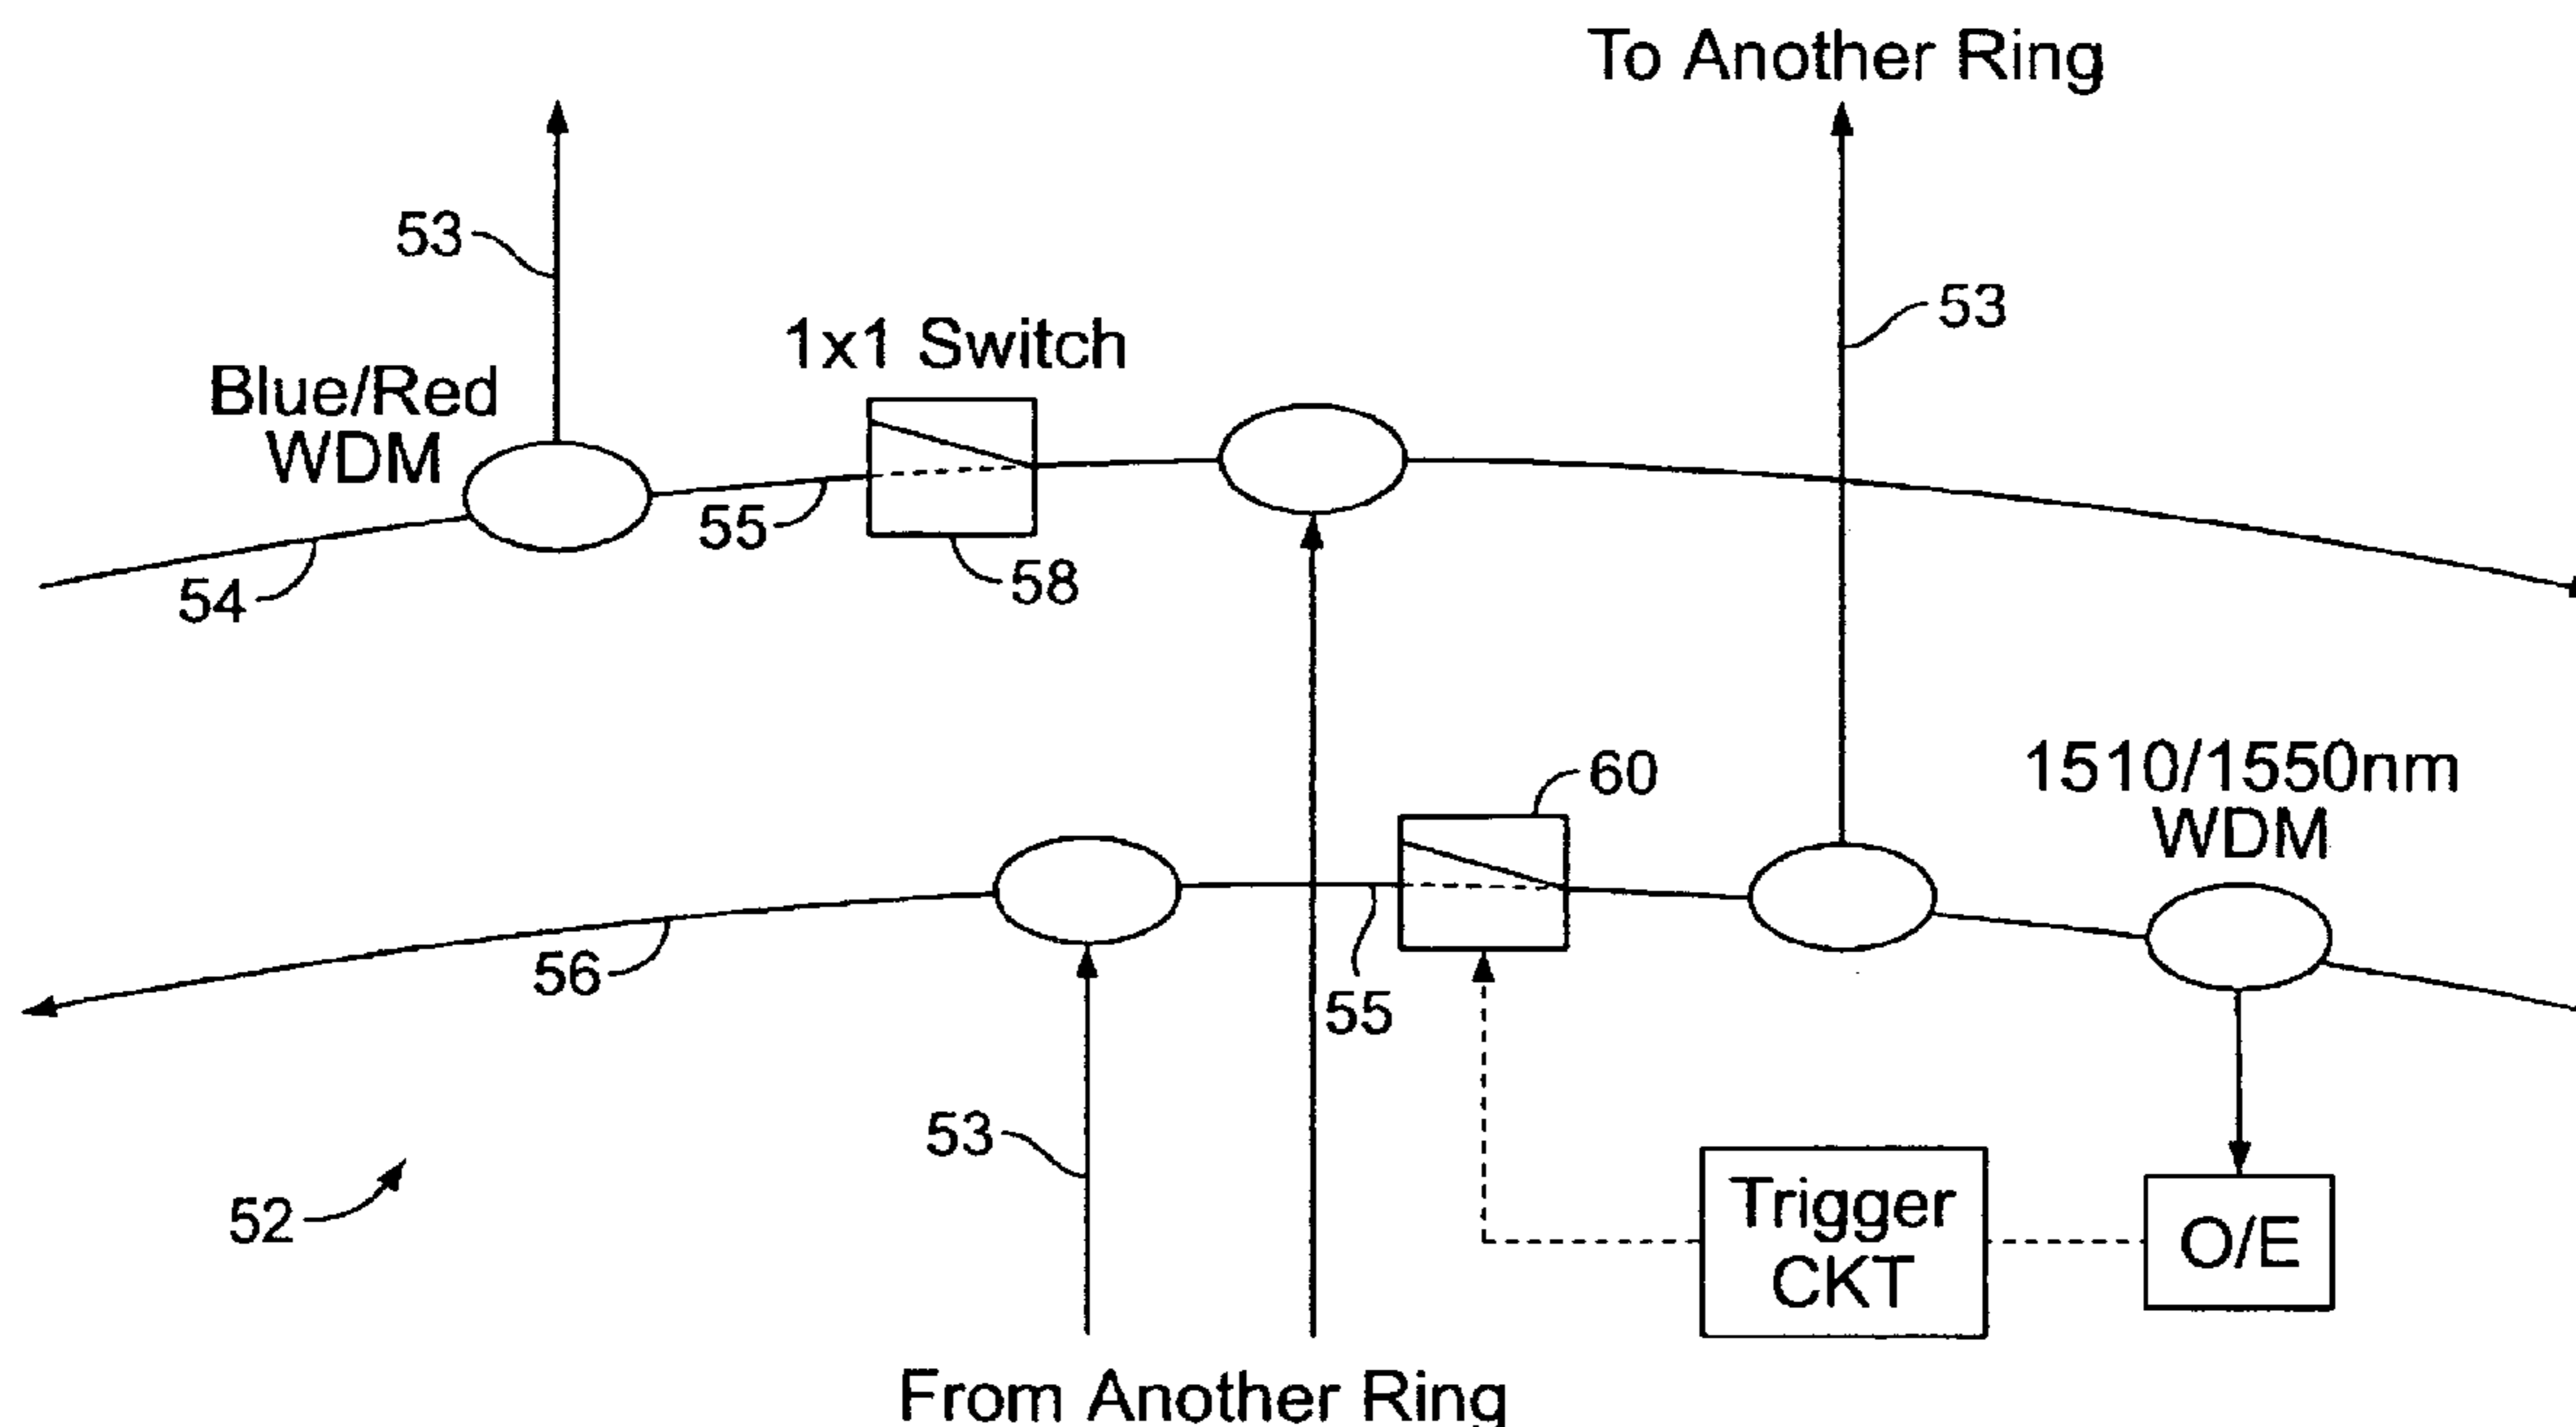 To Another Ring
53
53
1x1 Switch
Blue/Red
WDM
55
58
54
60
1510/1550nm
WDM
56
55
53
52
Trigger
CKT
O/E
From Another Ring